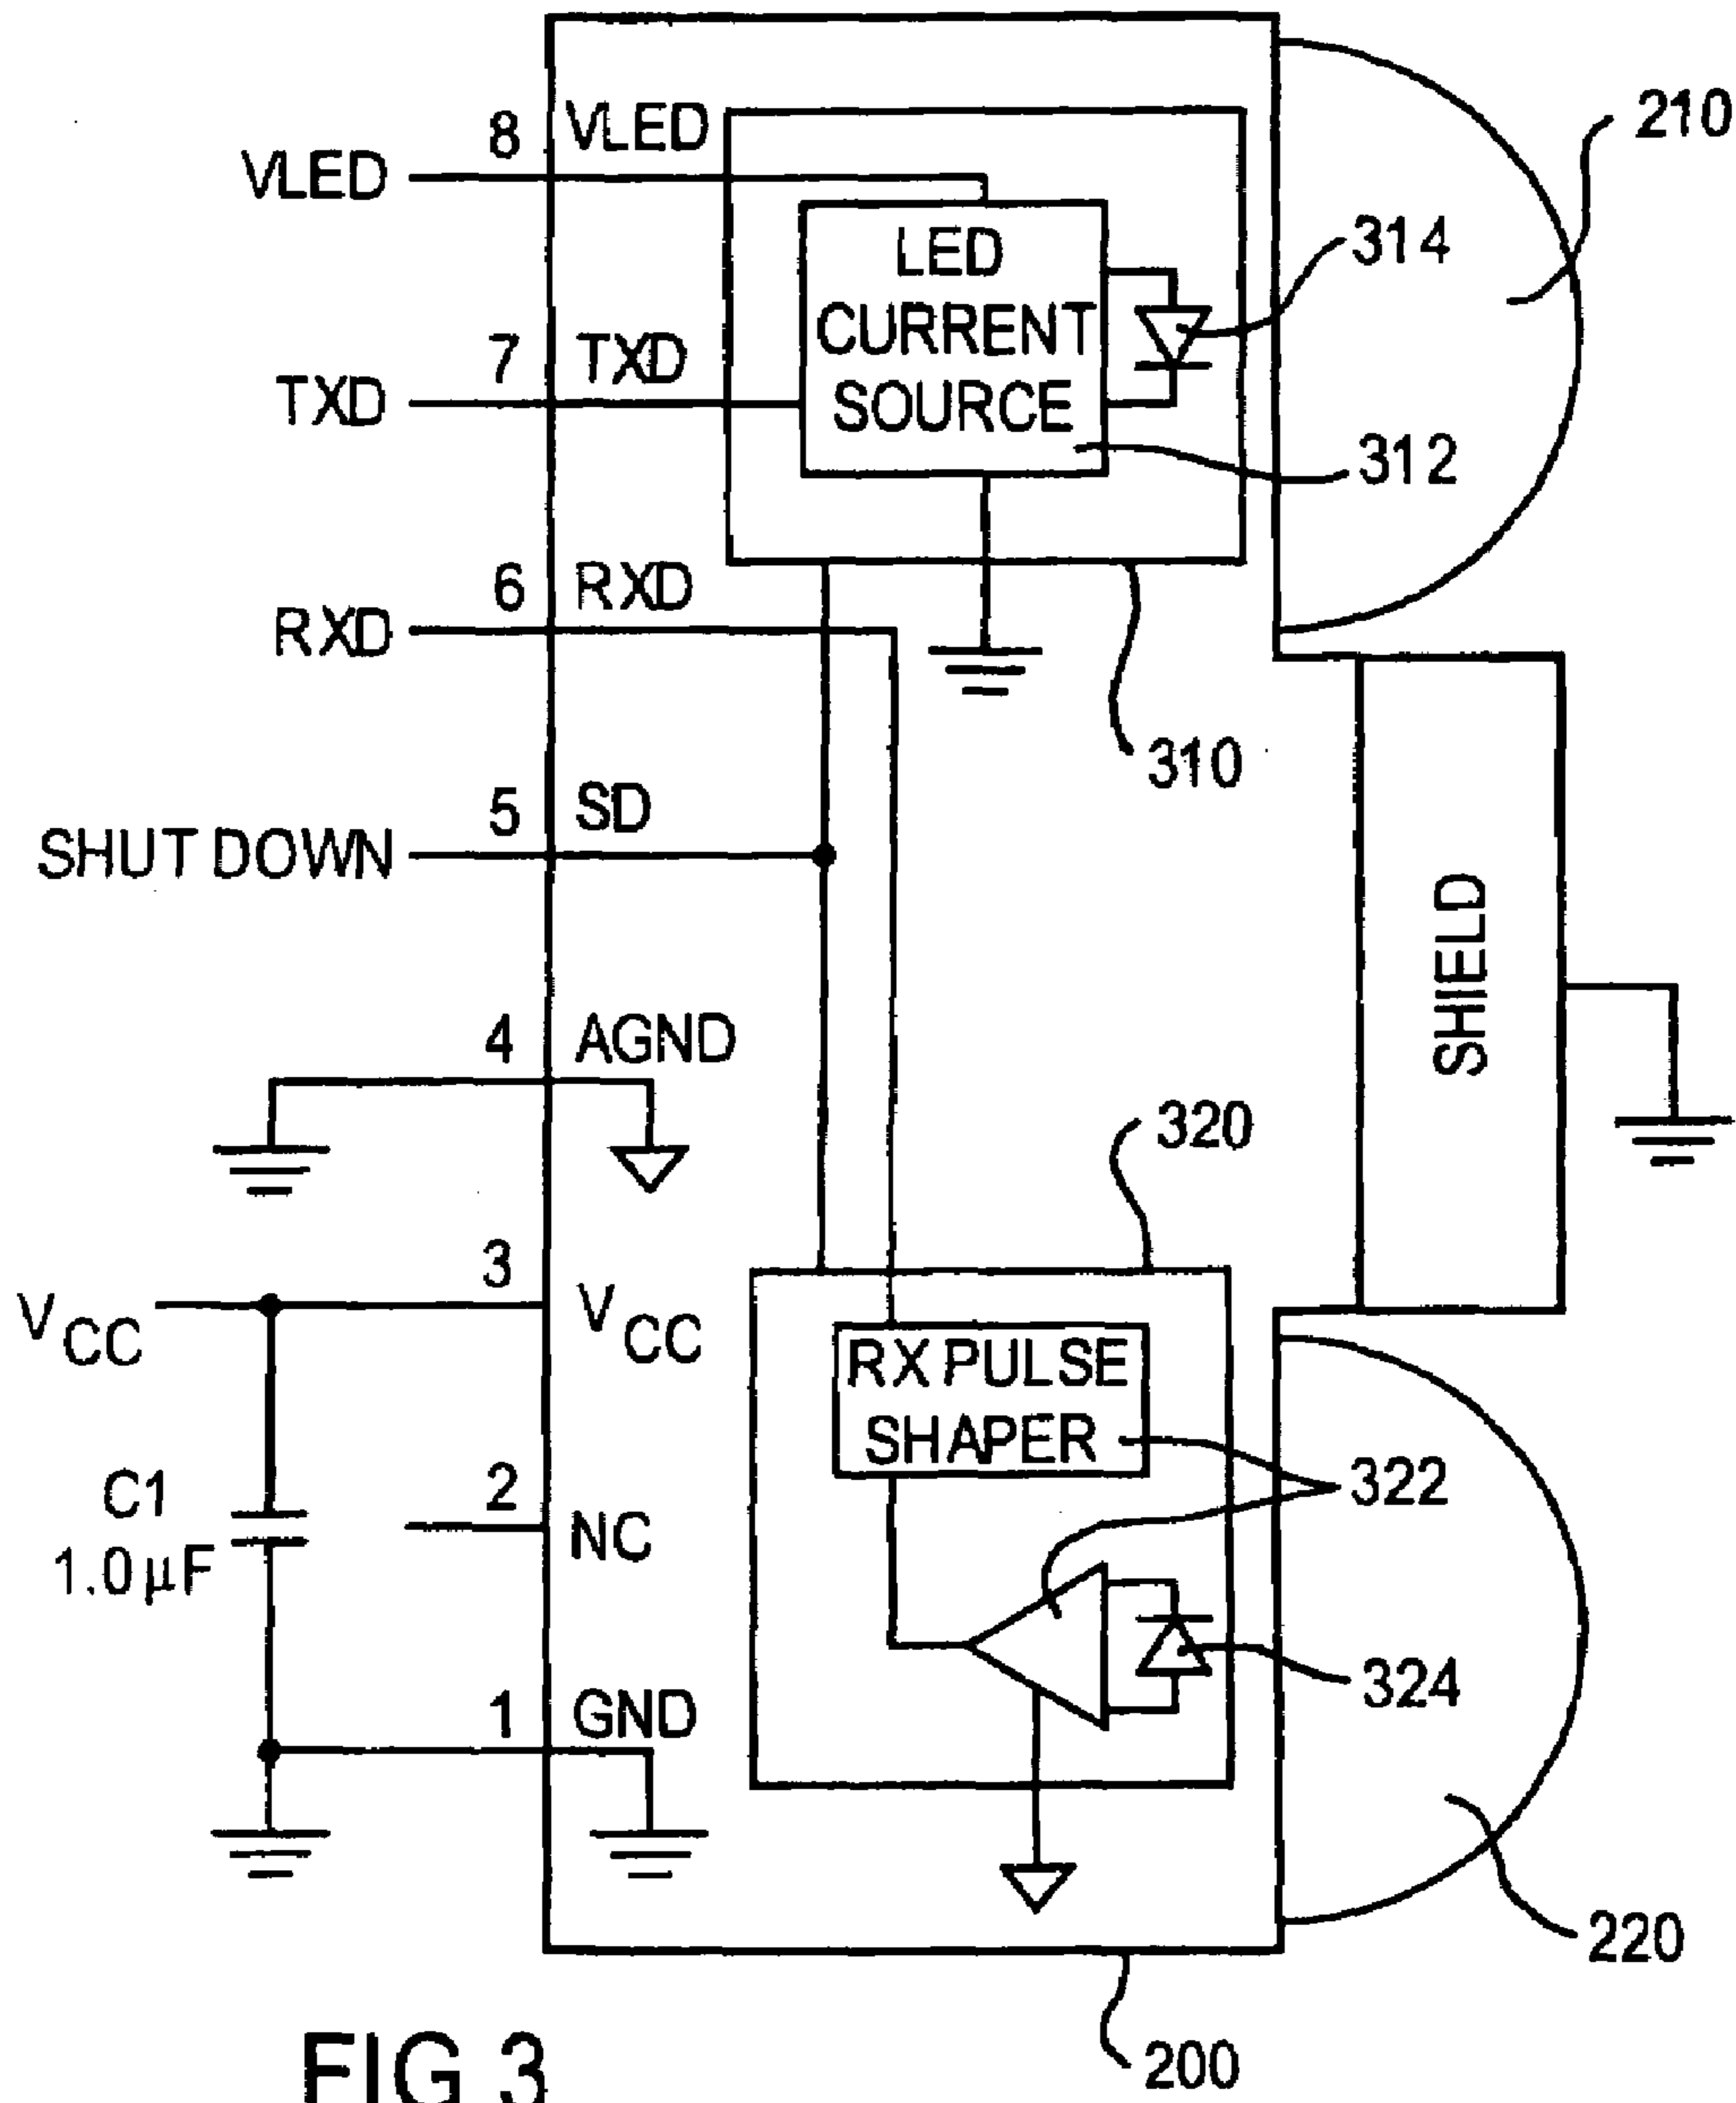 210
8 VLED
VLED
LED
CURRENT
SOURCE
314
7 TXD
TXD
312
6 RXD
RXD
310
5 SD
SHUT DOWN
SHIELD
4 AGND
320
3
VCC VCC
RX PULSE
SHAPER
322
C1
1.0 µF
2 NC
324
1 GND
220
200
FIG 3